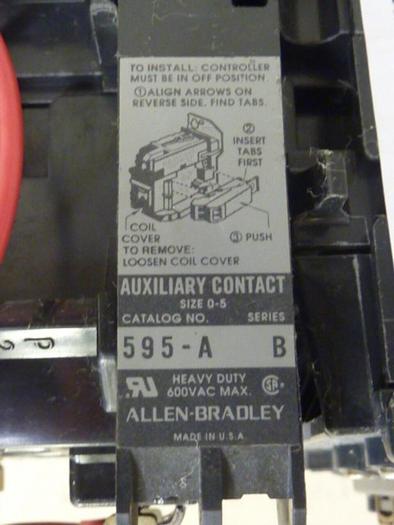 TO INSTALL: CONTROLLER
MUST BE IN OFF POSITION.
①ALIGN ARROWS ON
REVERSE SIDE. FIND TABS.
②
INSERT
TABS
FIRST
COIL
COVER
③ PUSH
TO REMOVE:
LOOSEN COIL COVER
AUXILIARY CONTACT
SIZE 0-5
CATALOG NO. SERIES
595-A B
HEAVY DUTY
600VAC MAX.
ALLEN-BRADLEY
MADE IN U.S.A.